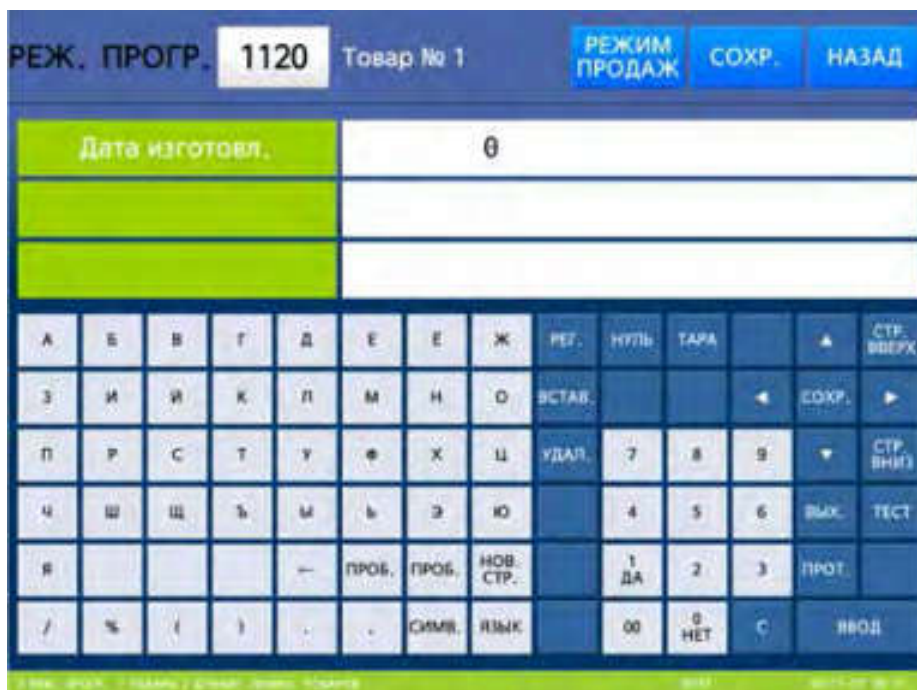 РЕЖ. ПРОГР. 1120 Товар № 1 РЕЖИМ ПРОДАЖ СОХР. НАЗАД
Дата изготовл. 0
А Б В Г Д Е Ё Ж РЕГ. НУЛЬ ТАРА ▲ СТР. ВВЕРХ
З И Й К Л М Н О ВСТАВ. ◀ СОХР. ▶
П Р С Т У Ф Х Ц УДАЛ. 7 8 9 ▼ СТР. ВНИЗ
Ч Ш Щ Ъ Ы Ь Э Ю 4 5 6 ВЫХ. ТЕСТ
Я ← ПРОБ. ПРОБ. НОВ. СТР. 1 ДА 2 3 ПРОТ.
/ % ( ) . СИМВ. ЯЗЫК 00 0 НЕТ С ВВОД